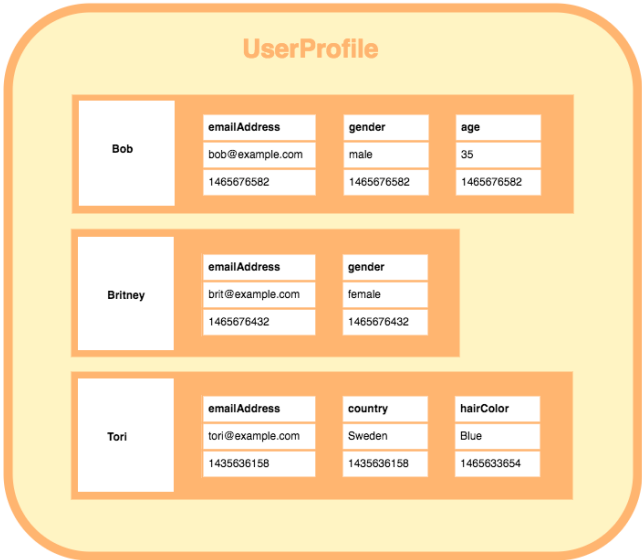 UserProfile
Bob
emailAddress gender age
bob@example.com male 35
1465676582 1465676582 1465676582
Britney
emailAddress gender
brit@example.com female
1465676432 1465676432
Tori
emailAddress country hairColor
tori@example.com Sweden Blue
1435636158 1435636158 1465633654